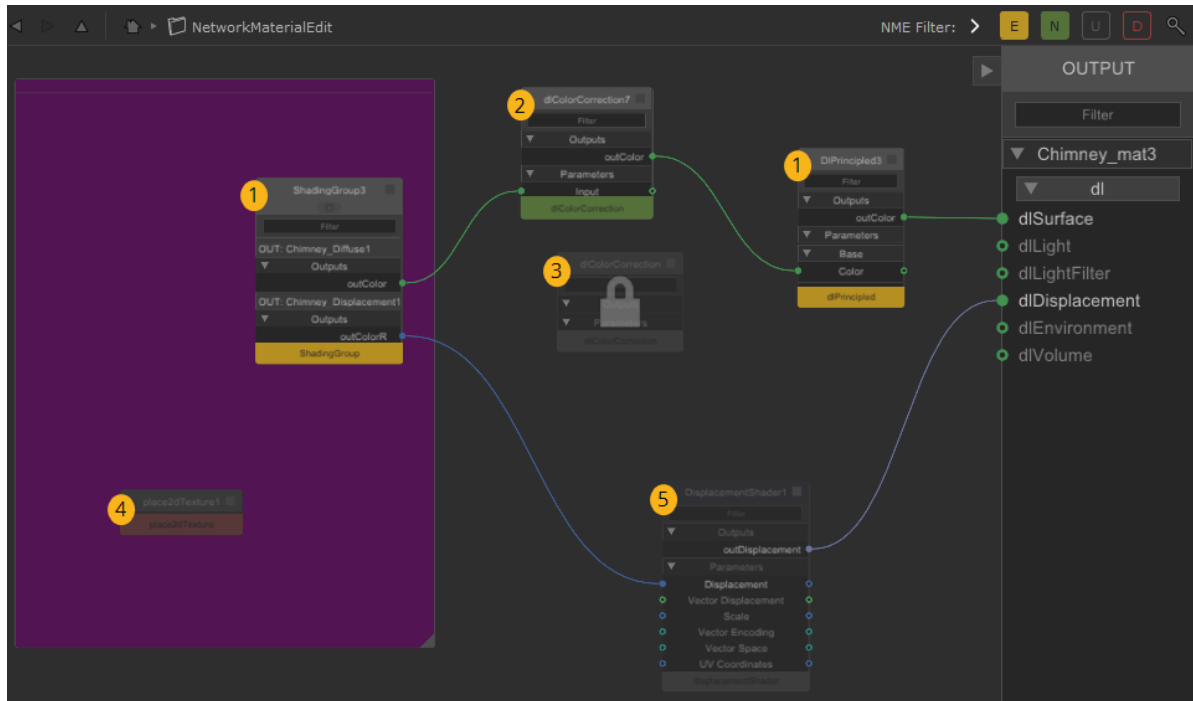 NetworkMaterialEdit
NME Filter:
E
N
U
D
OUTPUT
Filter
Chimney_mat3
dl
dlSurface
dlLight
dlLightFilter
dlDisplacement
dlEnvironment
dlVolume
1
ShadingGroup3
Filter
OUT: Chimney_Diffuse1
Outputs
outColor
OUT: Chimney_Displacement1
Outputs
outColorR
ShadingGroup
2
dlColorCorrection7
Filter
Outputs
outColor
Parameters
Input
dlColorCorrection
1
DlPrincipled3
Filter
Outputs
outColor
Parameters
Base
Color
dlPrincipled
3
dlColorCorrection
Parameters
dlColorCorrection
4
place2dTexture1
place2dTexture
5
DisplacementShader1
Filter
Outputs
outDisplacement
Parameters
Displacement
Vector Displacement
Scale
Vector Encoding
Vector Space
UV Coordinates
displacementShader